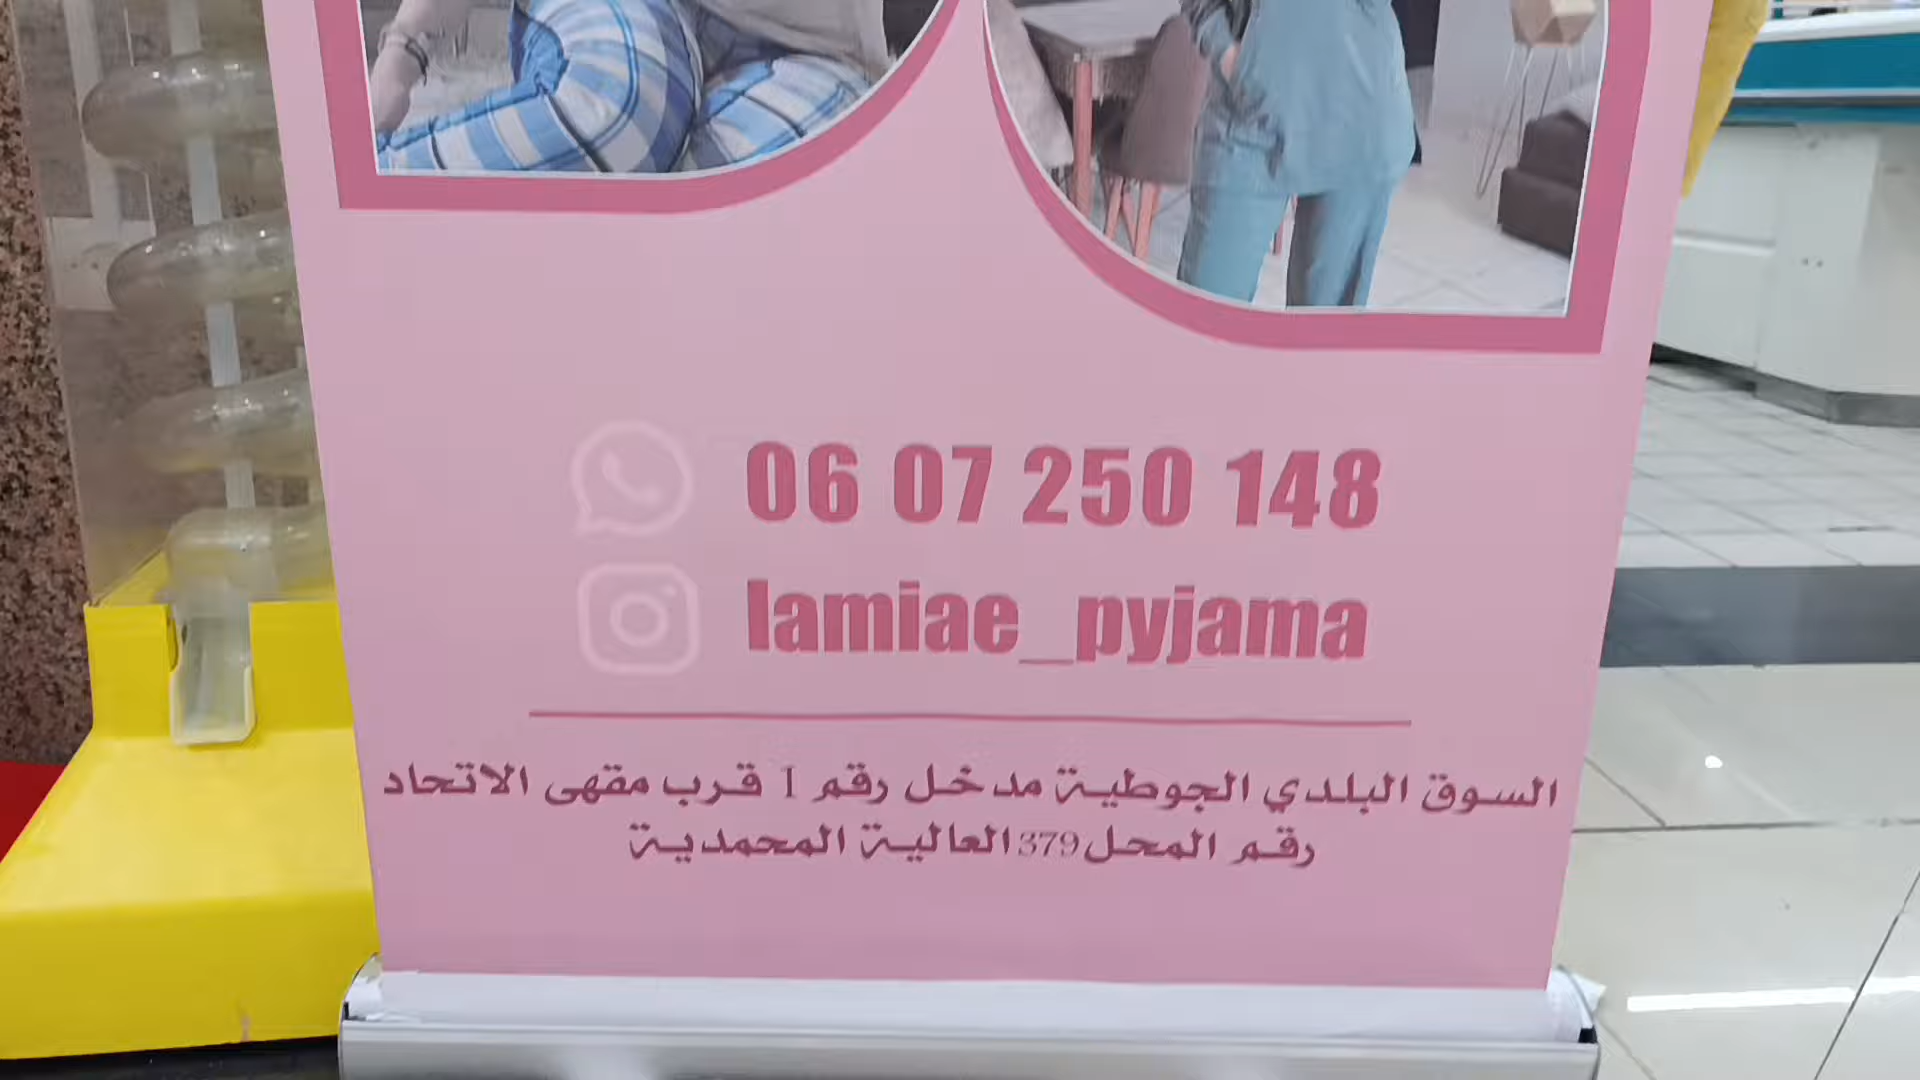 06 07 250 148
lamiae_pyjama
السوق البلدي الجوطية مدخل رقم 1 قرب مقهى الاتحاد
رقم المحل 379 العالية المحمدية